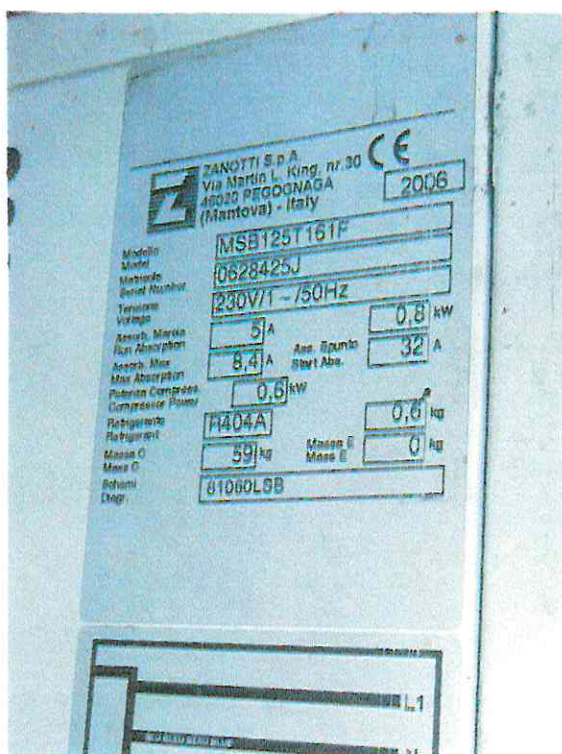 ZANOTTI S.p.A.
Via Martin L. King, nr.30
46020 PEGOGNAGA
(Mantova) - Italy
CE
2006
Modello
Model
MSB125T161F
Matricola
Serial Number
0628425J
Tensione
Voltage
230V/1 ~ /50Hz
Assorb. Marcia
Run Absorption
5 A
0,8 kW
Assorb. Max
Max Absorption
8,4 A
Ass. Spunto
Start Abs.
32 A
Potenza Compress.
Compressor Power
0,6 kW
Refrigerante
Refrigerant
R404A
0,6 kg
Massa C
Mass C
59 kg
Massa E
Mass E
0 kg
Schemi
Diagr.
81060LSB
L1